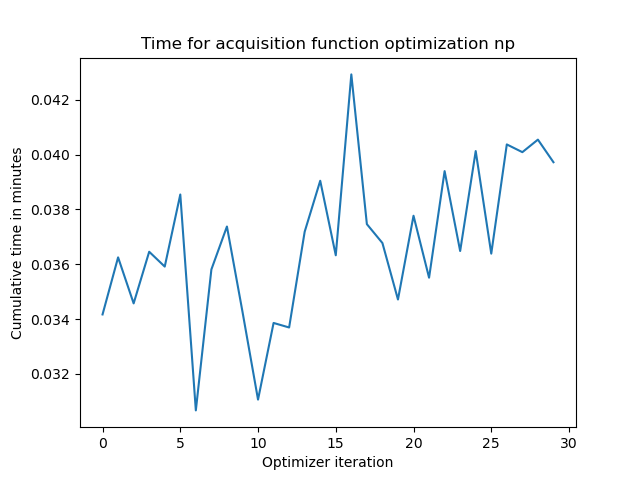 Time for acquisition function optimization np
Cumulative time in minutes
0.042
0.040
0.038
0.036
0.034
0.032
0 5 10 15 20 25 30
Optimizer iteration